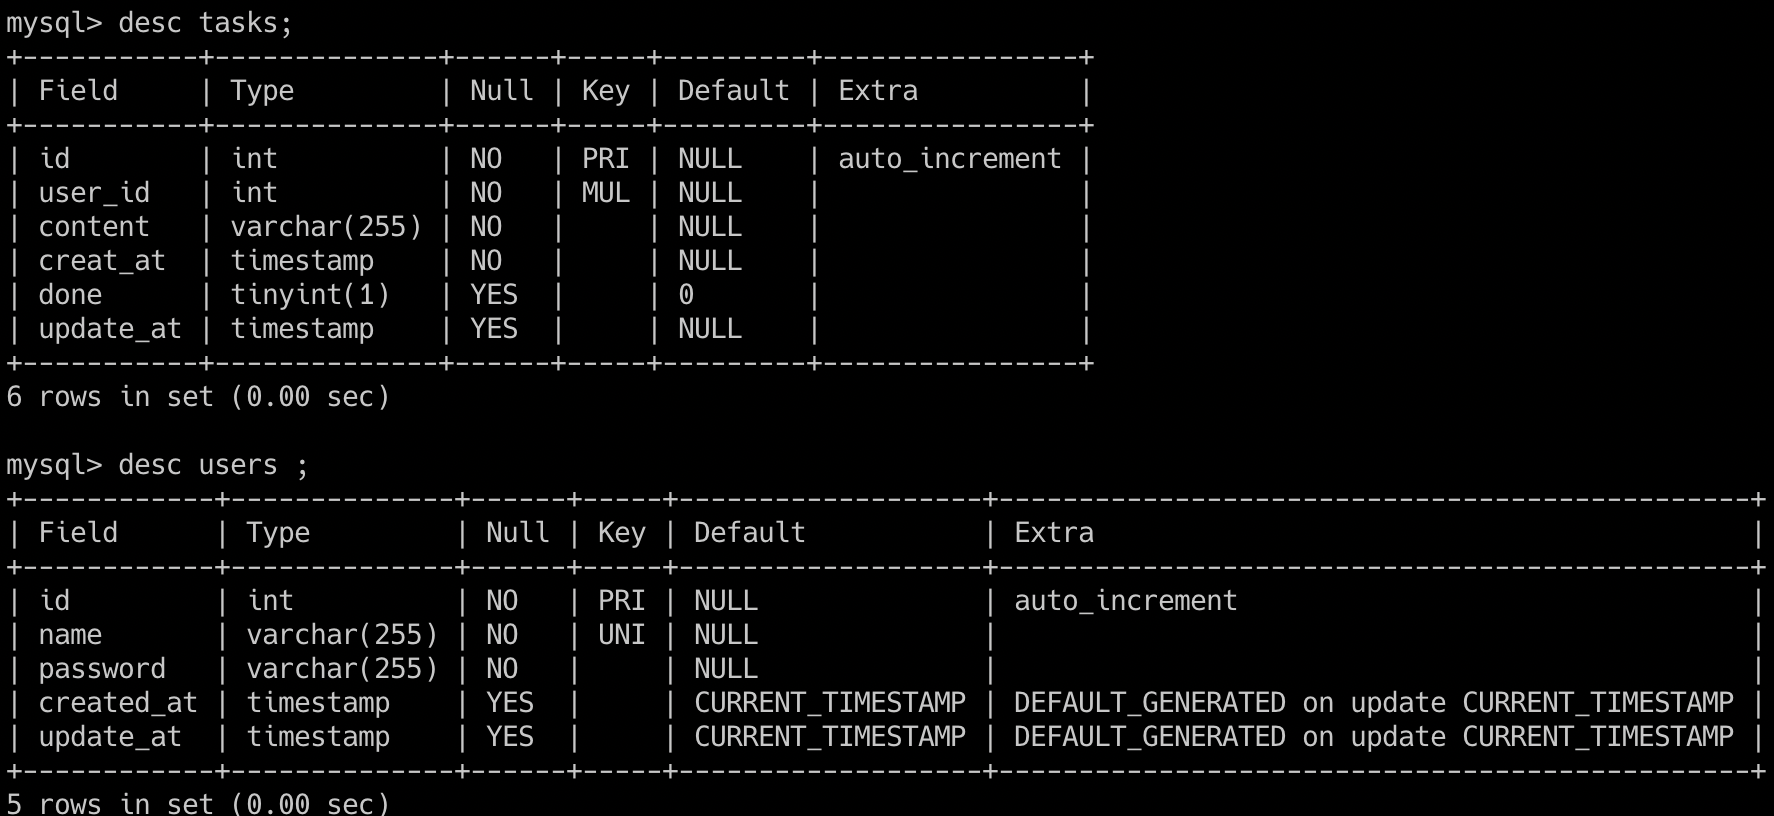 mysql> desc tasks;
+-----------+--------------+------+-----+---------+----------------+
| Field     | Type         | Null | Key | Default | Extra          |
+-----------+--------------+------+-----+---------+----------------+
| id        | int          | NO   | PRI | NULL    | auto_increment |
| user_id   | int          | NO   | MUL | NULL    |                |
| content   | varchar(255) | NO   |     | NULL    |                |
| creat_at  | timestamp    | NO   |     | NULL    |                |
| done      | tinyint(1)   | YES  |     | 0       |                |
| update_at | timestamp    | YES  |     | NULL    |                |
+-----------+--------------+------+-----+---------+----------------+
6 rows in set (0.00 sec)

mysql> desc users ;
+------------+--------------+------+-----+-------------------+-----------------------------------------------+
| Field      | Type         | Null | Key | Default           | Extra                                         |
+------------+--------------+------+-----+-------------------+-----------------------------------------------+
| id         | int          | NO   | PRI | NULL              | auto_increment                                |
| name       | varchar(255) | NO   | UNI | NULL              |                                               |
| password   | varchar(255) | NO   |     | NULL              |                                               |
| created_at | timestamp    | YES  |     | CURRENT_TIMESTAMP | DEFAULT_GENERATED on update CURRENT_TIMESTAMP |
| update_at  | timestamp    | YES  |     | CURRENT_TIMESTAMP | DEFAULT_GENERATED on update CURRENT_TIMESTAMP |
+------------+--------------+------+-----+-------------------+-----------------------------------------------+
5 rows in set (0.00 sec)